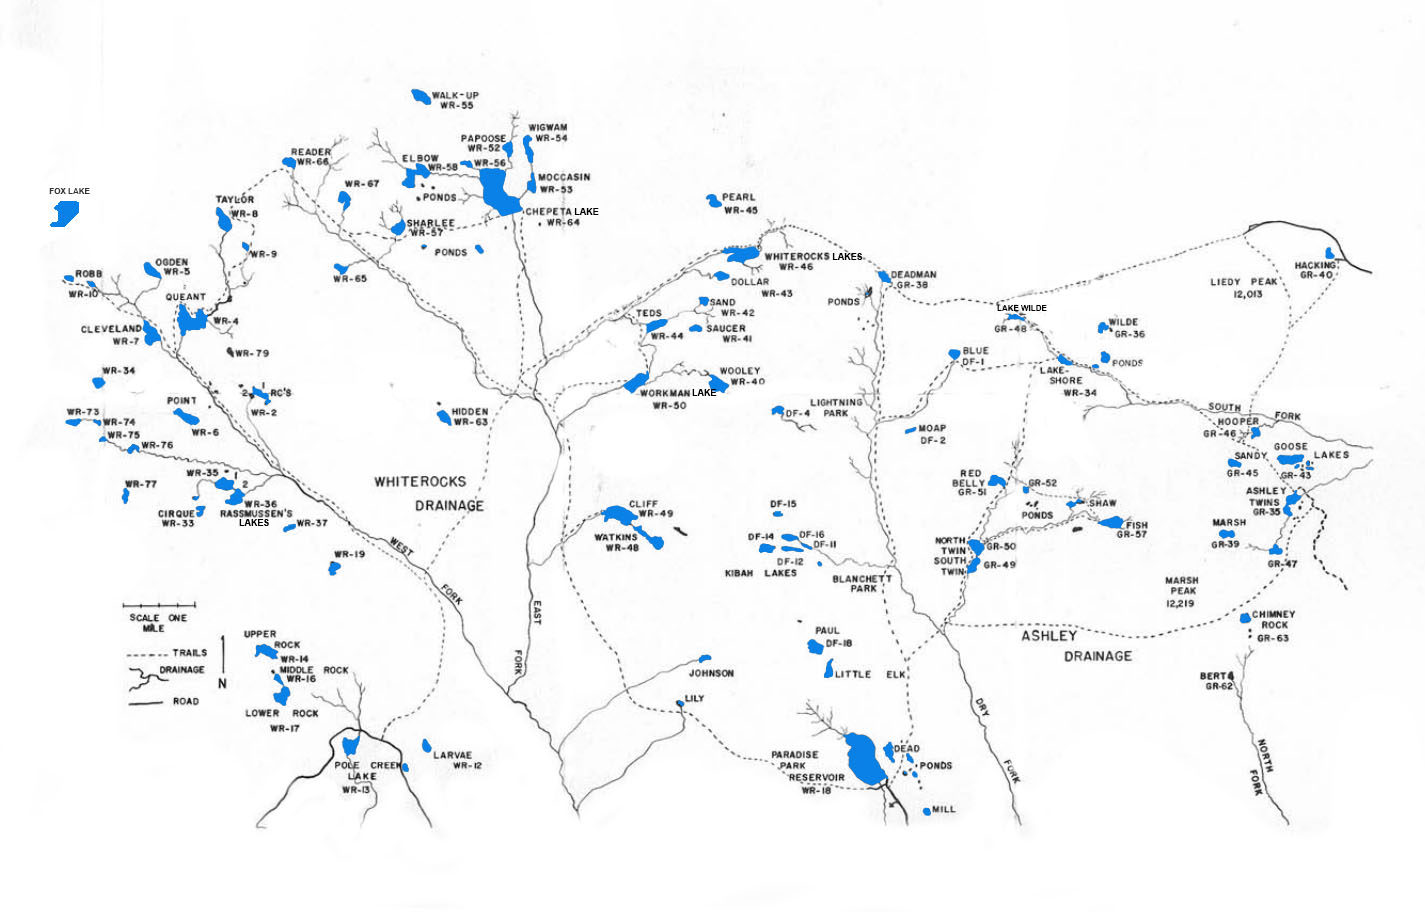 WALK-UP
WR-55
WIGWAM
WR-54
PAPOOSE
WR-52
READER
WR-66
ELBOW
WR-58
WR-56
MOCCASIN
WR-53
FOX LAKE
WR-67
PONDS
TAYLOR
WR-8
CHEPETA LAKE
WR-64
SHARLEE
WR-57
PEARL
WR-45
WR-9
PONDS
OGDEN
WR-5
ROBB
WR-10
WR-65
WHITEROCKS LAKES
WR-46
DEADMAN
GR-38
HACKING
GR-40
LIEDY PEAK
12,013
DOLLAR
WR-43
QUEANT
WR-4
PONDS
SAND
WR-42
LAKE WILDE
GR-48
TEDS
WR-44
SAUCER
WR-41
WILDE
GR-36
CLEVELAND
WR-7
WR-79
BLUE
DF-1
PONDS
WR-34
WOOLEY
WR-40
LAKE-
SHORE
WR-34
2
1
RC'S
WR-2
WORKMAN LAKE
WR-50
POINT
WR-6
LIGHTNING
PARK
DF-4
SOUTH
FORK
WR-73
WR-74
WR-75
WR-76
HIDDEN
WR-63
MOAP
DF-2
HOOPER
GR-46
GOOSE
LAKES
GR-43
SANDY
GR-45
WR-35
1
2
WR-36
RASSMUSSEN'S
LAKES
WR-77
CIRQUE
WR-33
WR-37
WHITEROCKS
DRAINAGE
RED
BELLY
GR-51
GR-52
PONDS
SHAW
ASHLEY
TWINS
GR-35
CLIFF
WR-49
WATKINS
WR-48
DF-15
FISH
GR-57
MARSH
GR-39
DF-14
DF-16
DF-11
DF-12
KIBAH LAKES
NORTH
TWIN
GR-50
SOUTH
TWIN
GR-49
GR-47
WEST
FORK
WR-19
BLANCHETT
PARK
MARSH
PEAK
12,219
SCALE ONE
MILE
EAST
FORK
CHIMNEY
ROCK
GR-63
PAUL
DF-18
ASHLEY
DRAINAGE
UPPER
ROCK
WR-14
TRAILS
DRAINAGE
ROAD
N
MIDDLE ROCK
WR-16
LOWER ROCK
WR-17
JOHNSON
LITTLE ELK
BERT
GR-62
LILY
DRY
FORK
POLE CREEK
LAKE
WR-13
LARVAE
WR-12
PARADISE
PARK
RESERVOIR
WR-18
DEAD
PONDS
NORTH
FORK
MILL